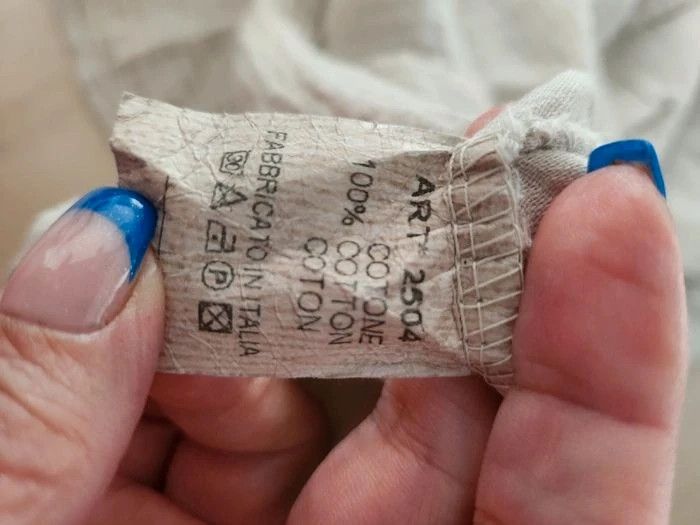 ART 2504
100% COTONE
COTTON
COTON
FABBRICATO IN ITALIA